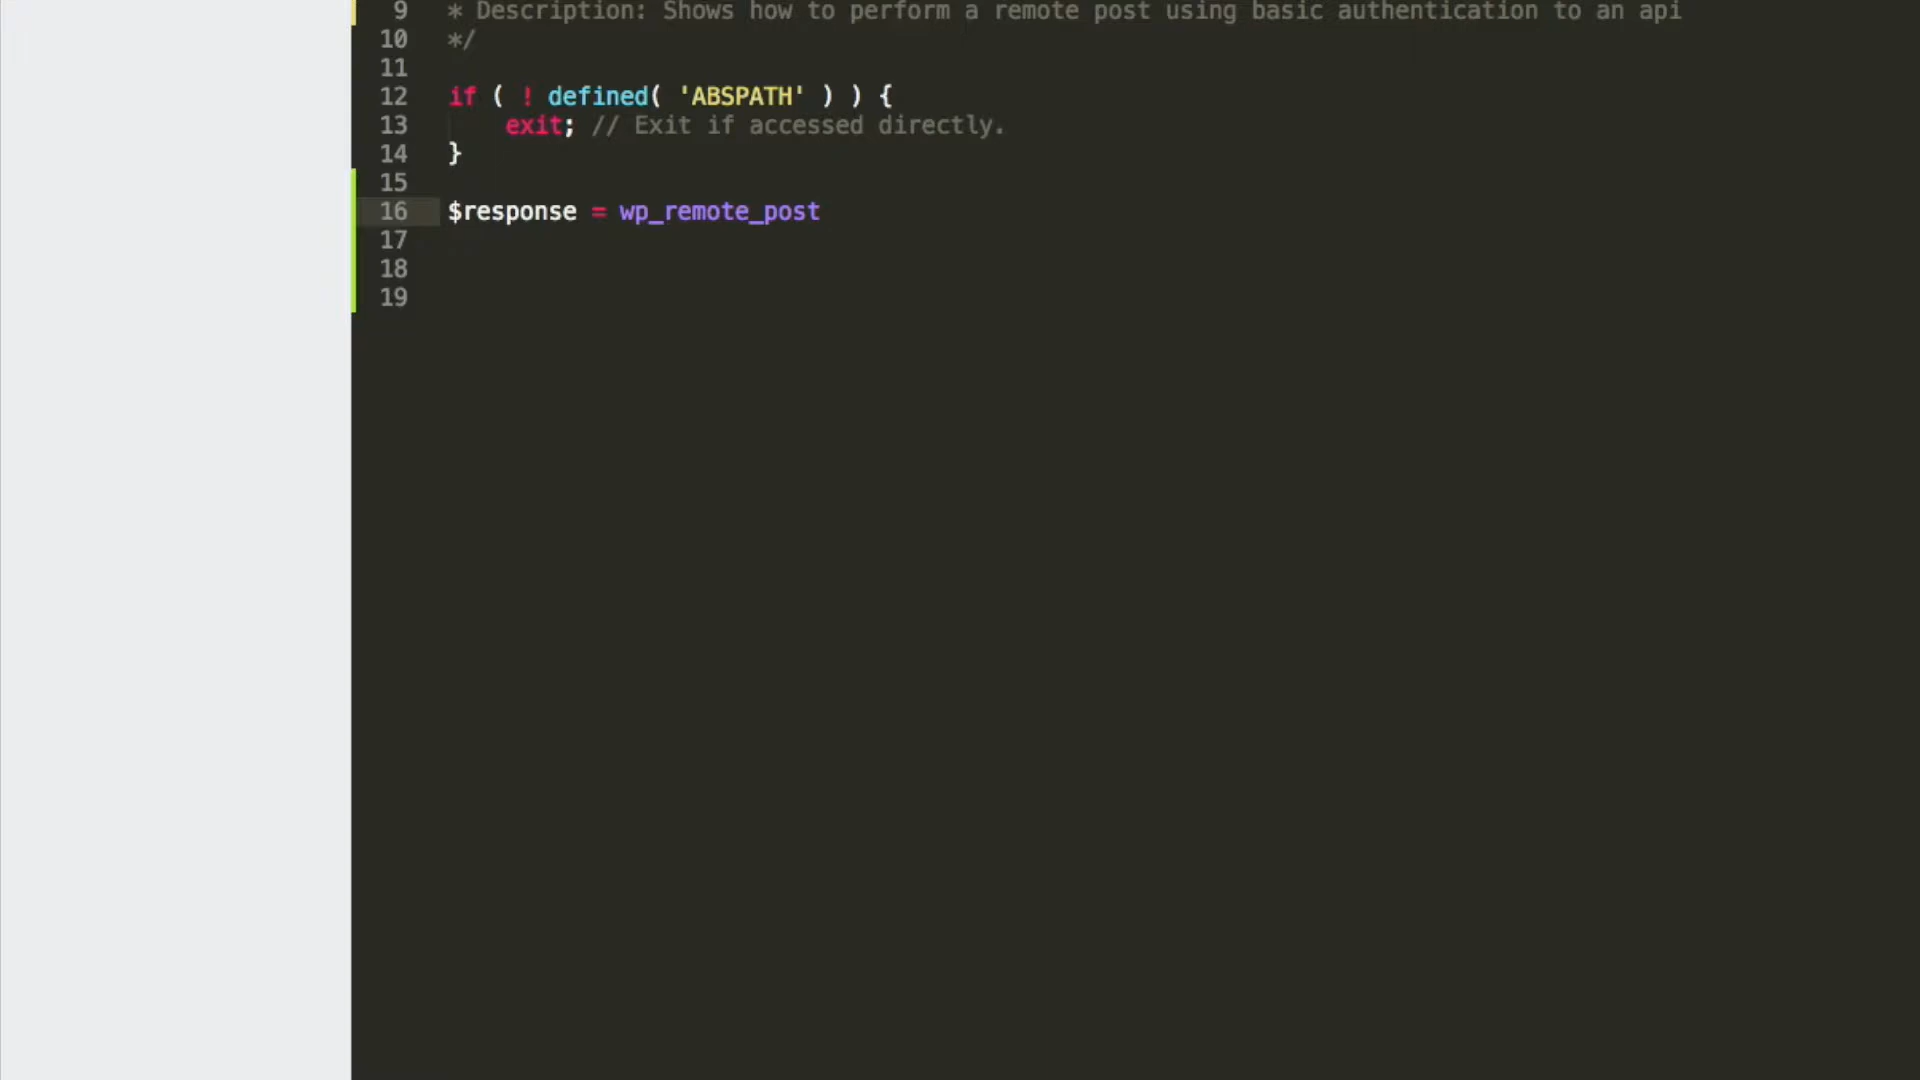 9 * Description: Shows how to perform a remote post using basic authentication to an api
10 */
11
12 if ( ! defined( 'ABSPATH' ) ) {
13 exit; // Exit if accessed directly.
14 }
15
16 $response = wp_remote_post
17
18
19